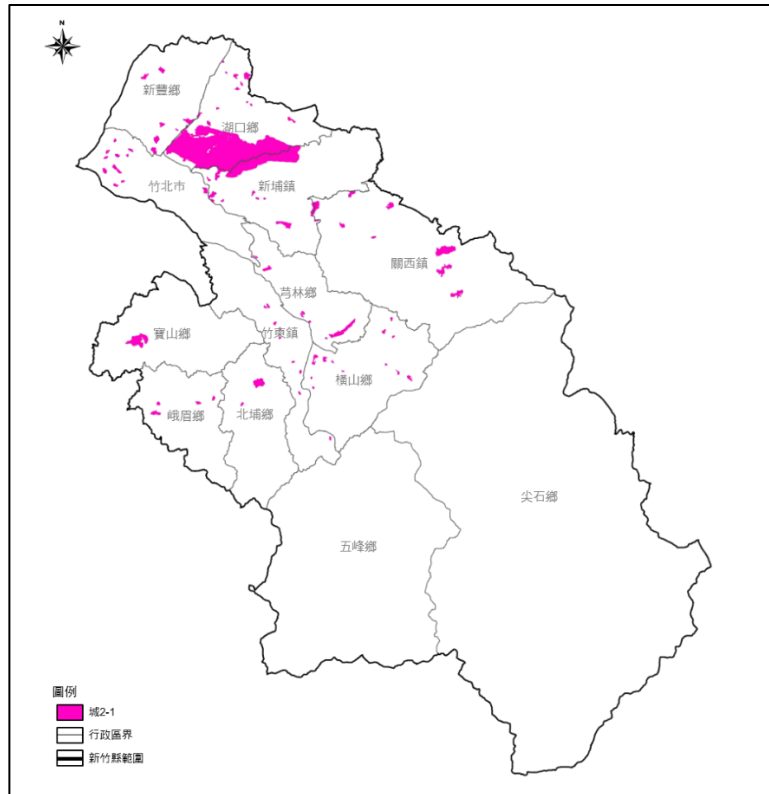 N
新豐鄉
湖口鄉
竹北市
新埔鎮
關西鎮
芎林鄉
寶山鄉
竹東鎮
橫山鄉
峨眉鄉
北埔鄉
尖石鄉
五峰鄉
圖例
城2-1
行政區界
新竹縣範圍